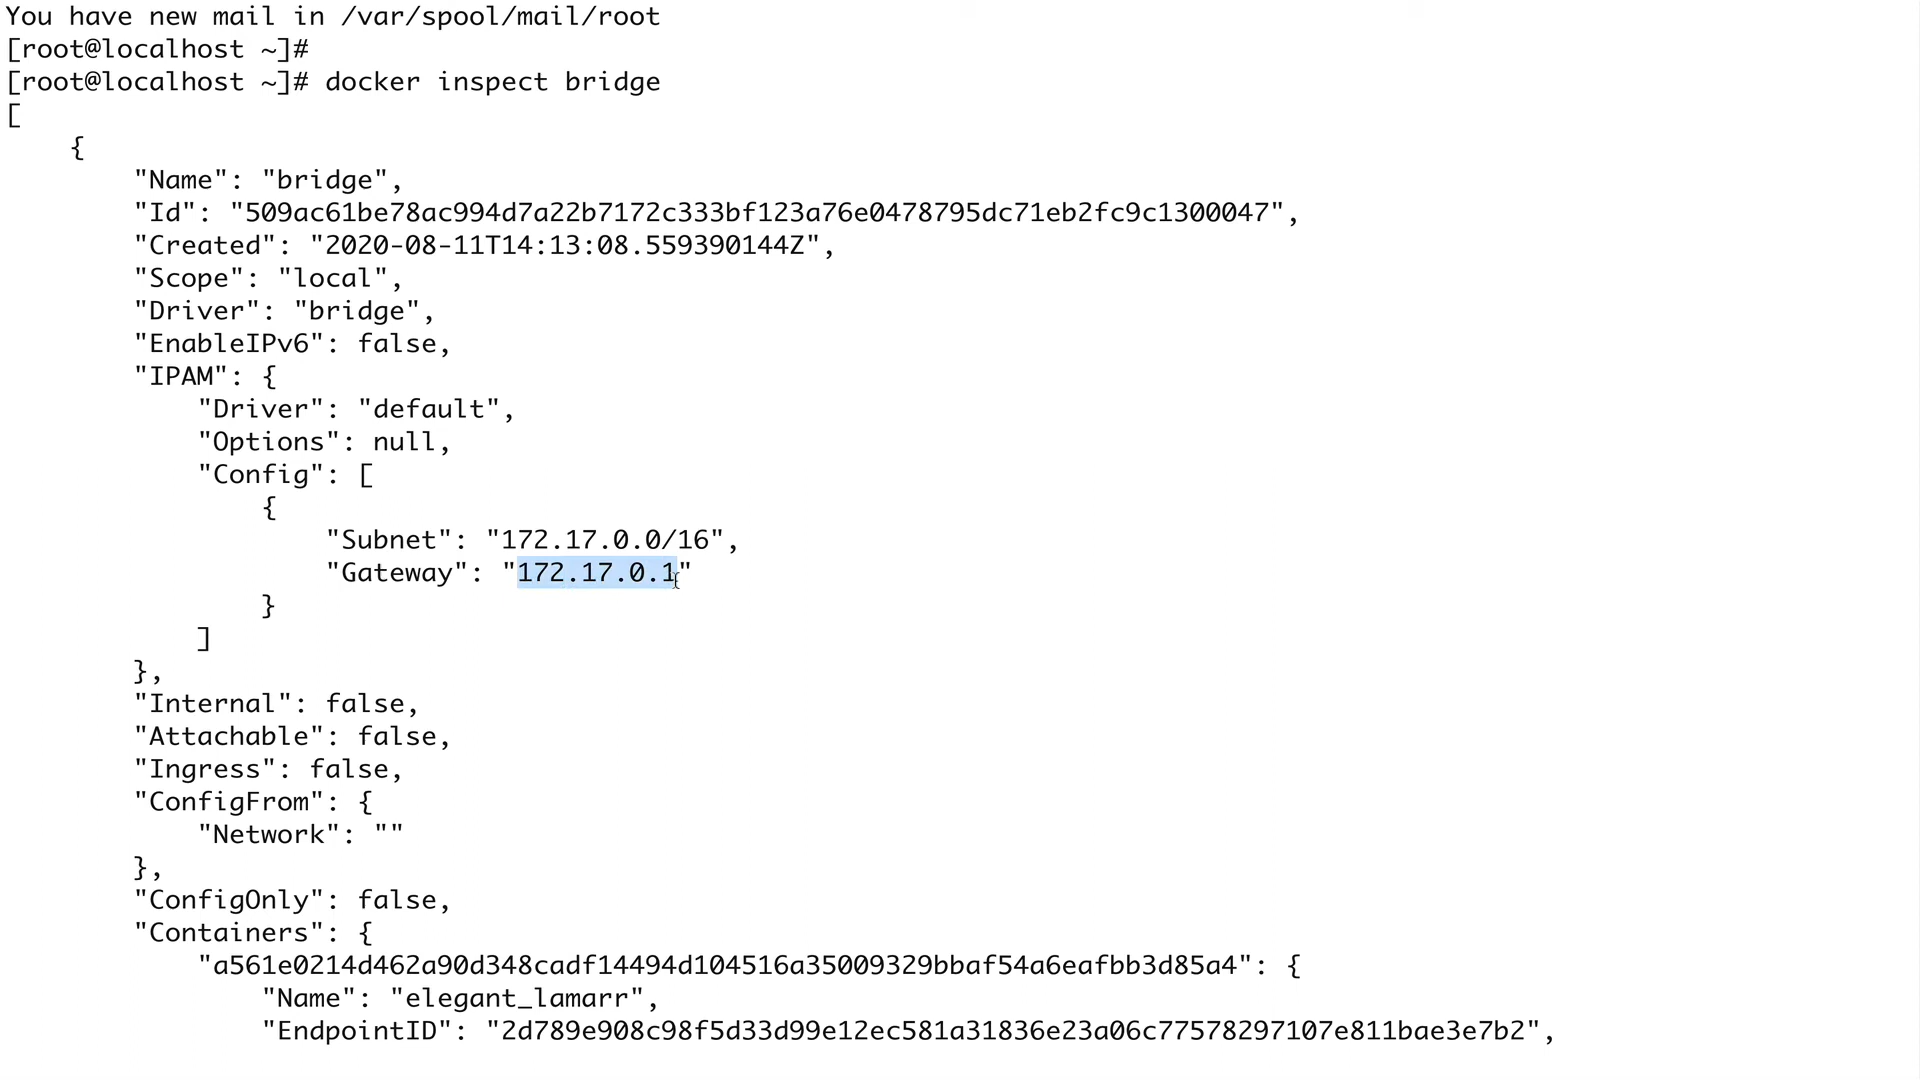 You have new mail in /var/spool/mail/root
[root@localhost ~]#
[root@localhost ~]# docker inspect bridge
[
    {
        "Name": "bridge",
        "Id": "509ac61be78ac994d7a22b7172c333bf123a76e0478795dc71eb2fc9c1300047",
        "Created": "2020-08-11T14:13:08.559390144Z",
        "Scope": "local",
        "Driver": "bridge",
        "EnableIPv6": false,
        "IPAM": {
            "Driver": "default",
            "Options": null,
            "Config": [
                {
                    "Subnet": "172.17.0.0/16",
                    "Gateway": "172.17.0.1"
                }
            ]
        },
        "Internal": false,
        "Attachable": false,
        "Ingress": false,
        "ConfigFrom": {
            "Network": ""
        },
        "ConfigOnly": false,
        "Containers": {
            "a561e0214d462a90d348cadf14494d104516a35009329bbaf54a6eafbb3d85a4": {
                "Name": "elegant_lamarr",
                "EndpointID": "2d789e908c98f5d33d99e12ec581a31836e23a06c77578297107e811bae3e7b2",